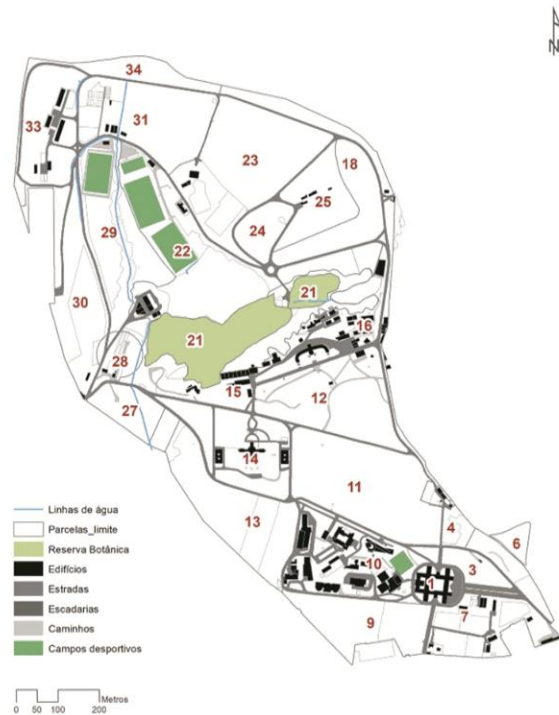 N
34
33
31
23
18
25
24
29
22
21
30
21
16
28
15
12
27
14
11
13
4
6
10
1
3
7
9
Linhas de água
Parcelas_limite
Reserva Botânica
Edifícios
Estradas
Escadarias
Caminhos
Campos desportivos
Metros
0 50 100 200